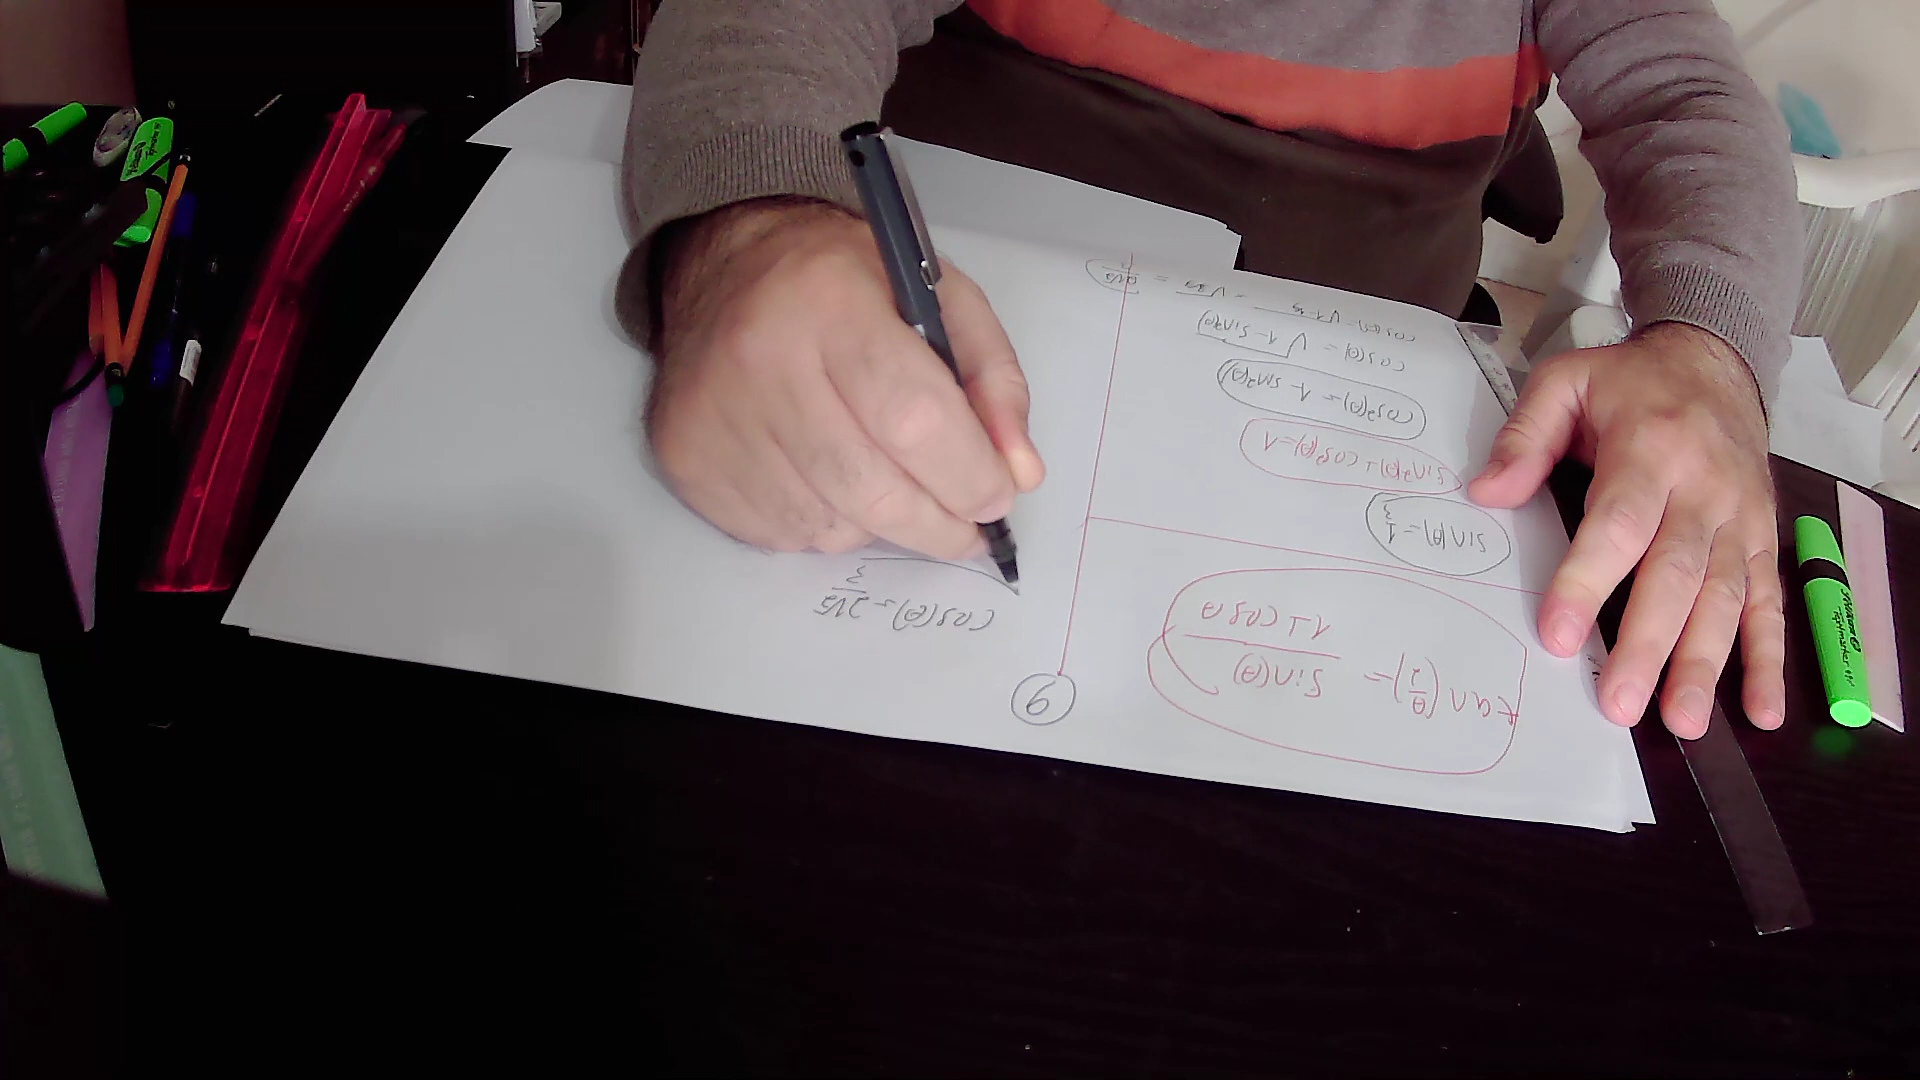 tan(θ/2) = sin(θ) / 1+cosθ
sin(θ) = 1/3
sin²(θ)+cos²(θ)=1
cos²(θ)= 1- sin²(θ)
cos(θ)= √1-sin²(θ)
9
cos(θ)= 2√2/3